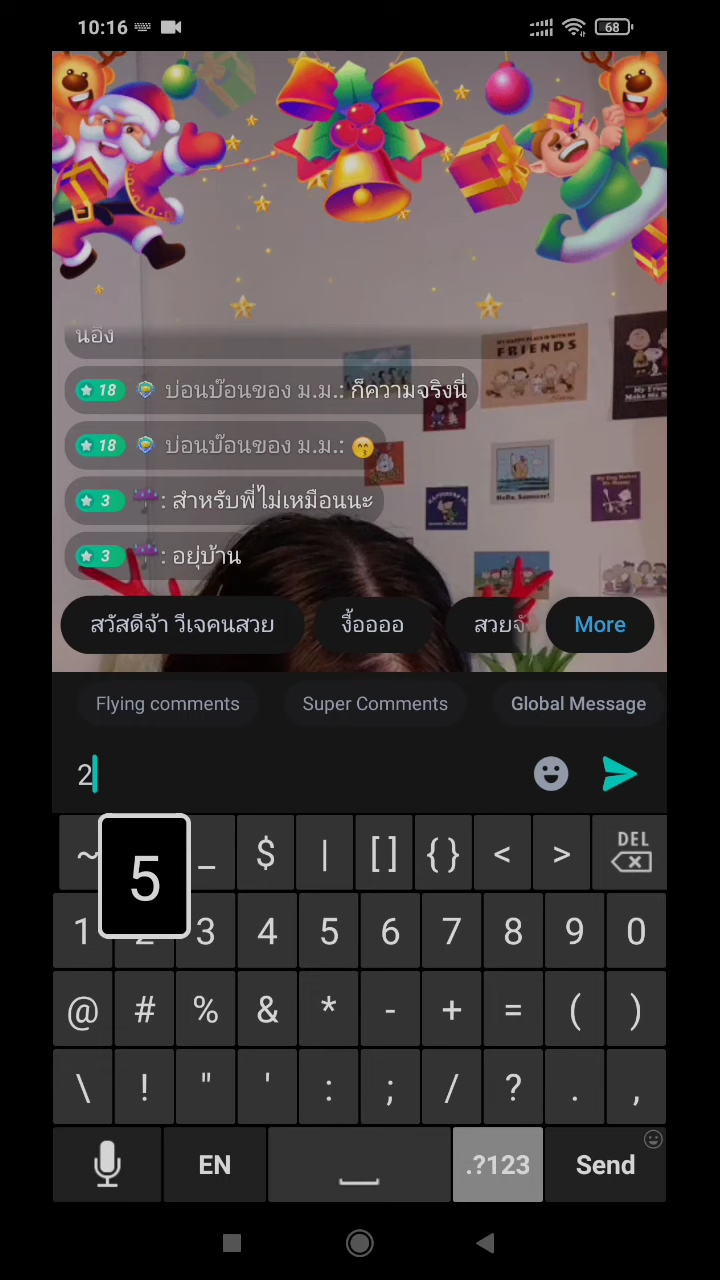 10:16 68
FRIENDS
นอ๊ง
18 บ่อนบ๊อนของ ม.ม.: ก็ความจริงนี่
18 บ่อนบ๊อนของ ม.ม.: 😙
3 ☂: สำหรับพี่ไม่เหมือนนะ
3 ☂: อยุ่บ้าน
สวัสดีจ้า วีเจคนสวย งื้ออออ สวยจั More
Flying comments Super Comments Global Message
2
5
~ _ $ | [ ] { } < > DEL
1 2 3 4 5 6 7 8 9 0
@ # % & * - + = ( )
\ ! " ' : ; / ? . ,
EN .?123 Send